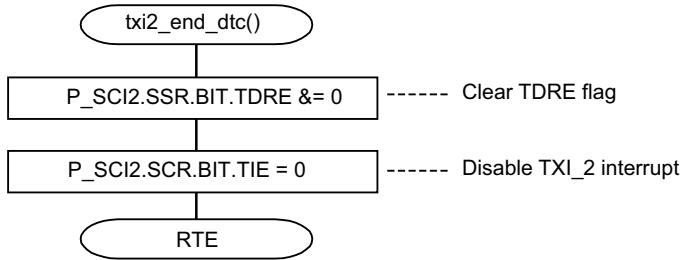 txi2_end_dtc()
P_SCI2.SSR.BIT.TDRE &= 0
Clear TDRE flag
P_SCI2.SCR.BIT.TIE = 0
Disable TXI_2 interrupt
RTE